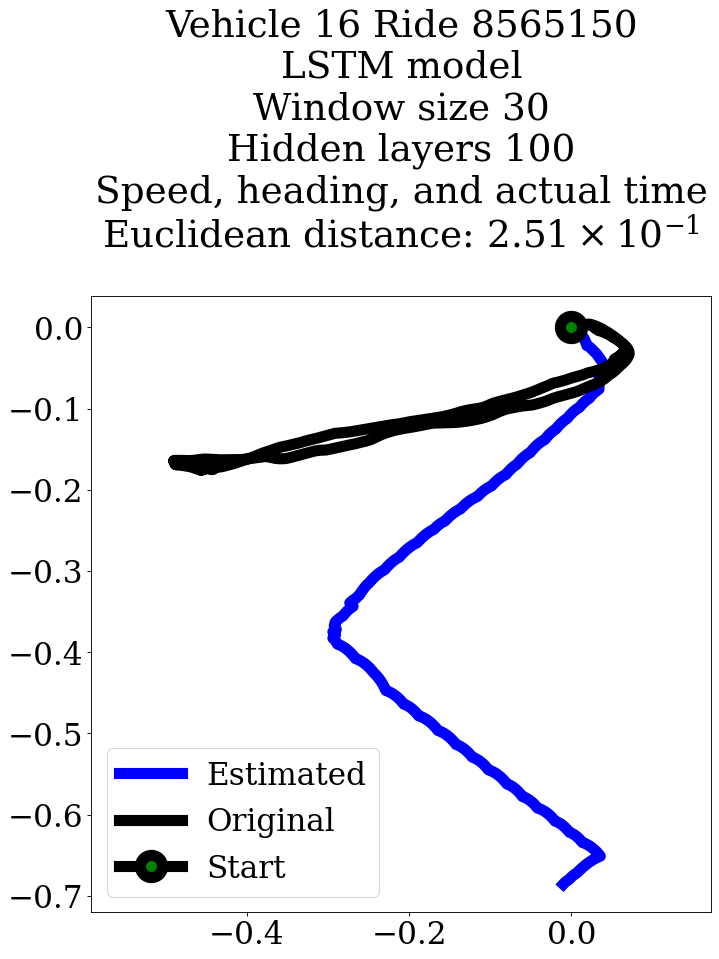 Vehicle 16 Ride 8565150
LSTM model
Window size 30
Hidden layers 100
Speed, heading, and actual time
Euclidean distance: 2.51 × 10⁻¹
0.0
−0.1
−0.2
−0.3
−0.4
−0.5
−0.6
−0.7
Estimated
Original
Start
−0.4
−0.2
0.0